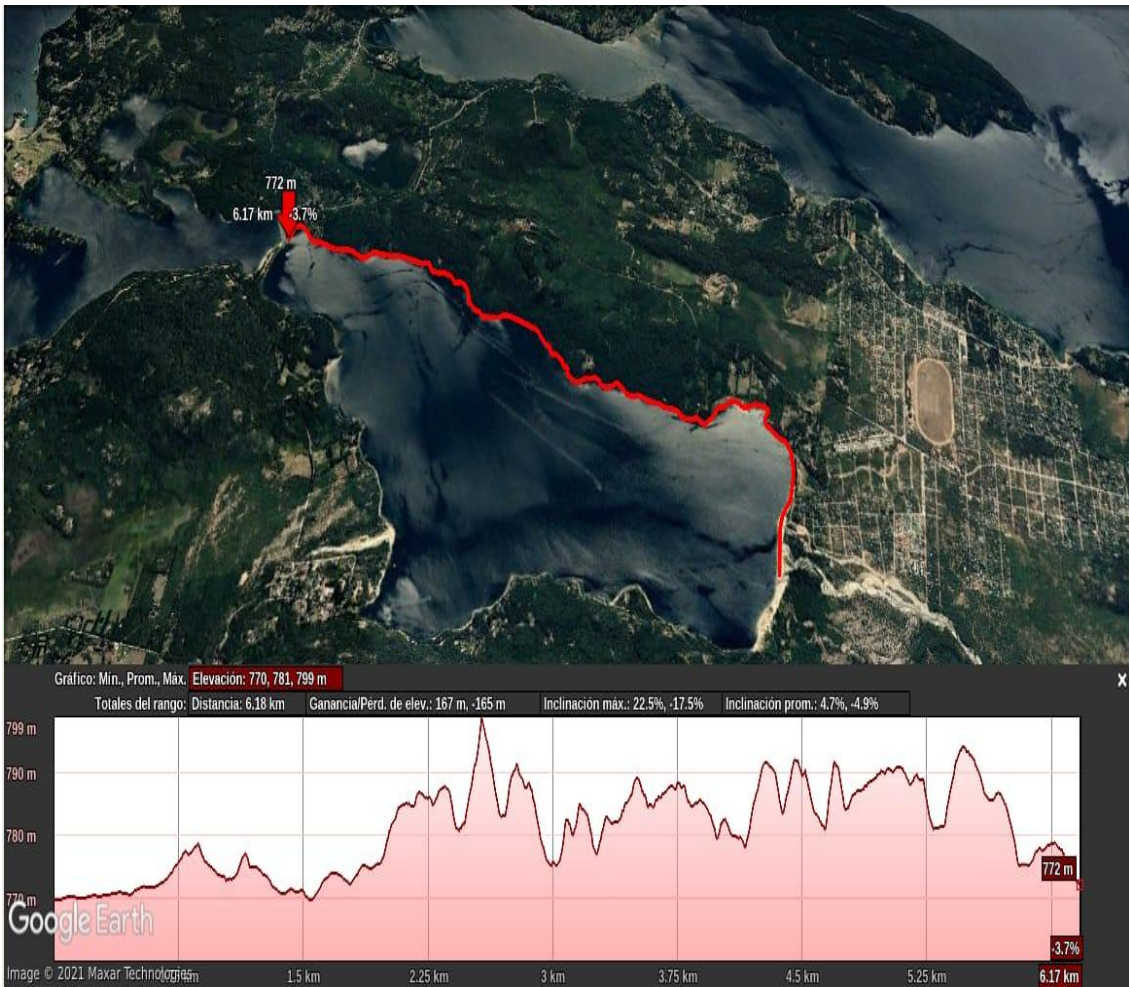 772 m
6.17 km -3.7%
Gráfico: Mín., Prom., Máx. Elevación: 770, 781, 799 m
X
Totales del rango: Distancia: 6.18 km Ganancia/Pérd. de elev.: 167 m, -165 m Inclinación máx.: 22.5%, -17.5% Inclinación prom.: 4.7%, -4.9%
799 m
790 m
780 m
772 m
770 m
Google Earth
-3.7%
Image © 2021 Maxar Technologies
1.5 km 2.25 km 3 km 3.75 km 4.5 km 5.25 km 6.17 km